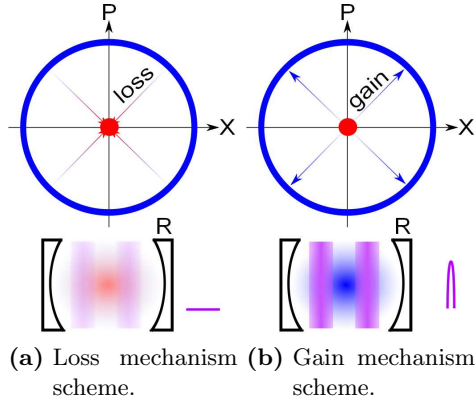 P
P
loss
gain
X
X
R
R
(a) Loss mechanism
scheme.
(b) Gain mechanism
scheme.